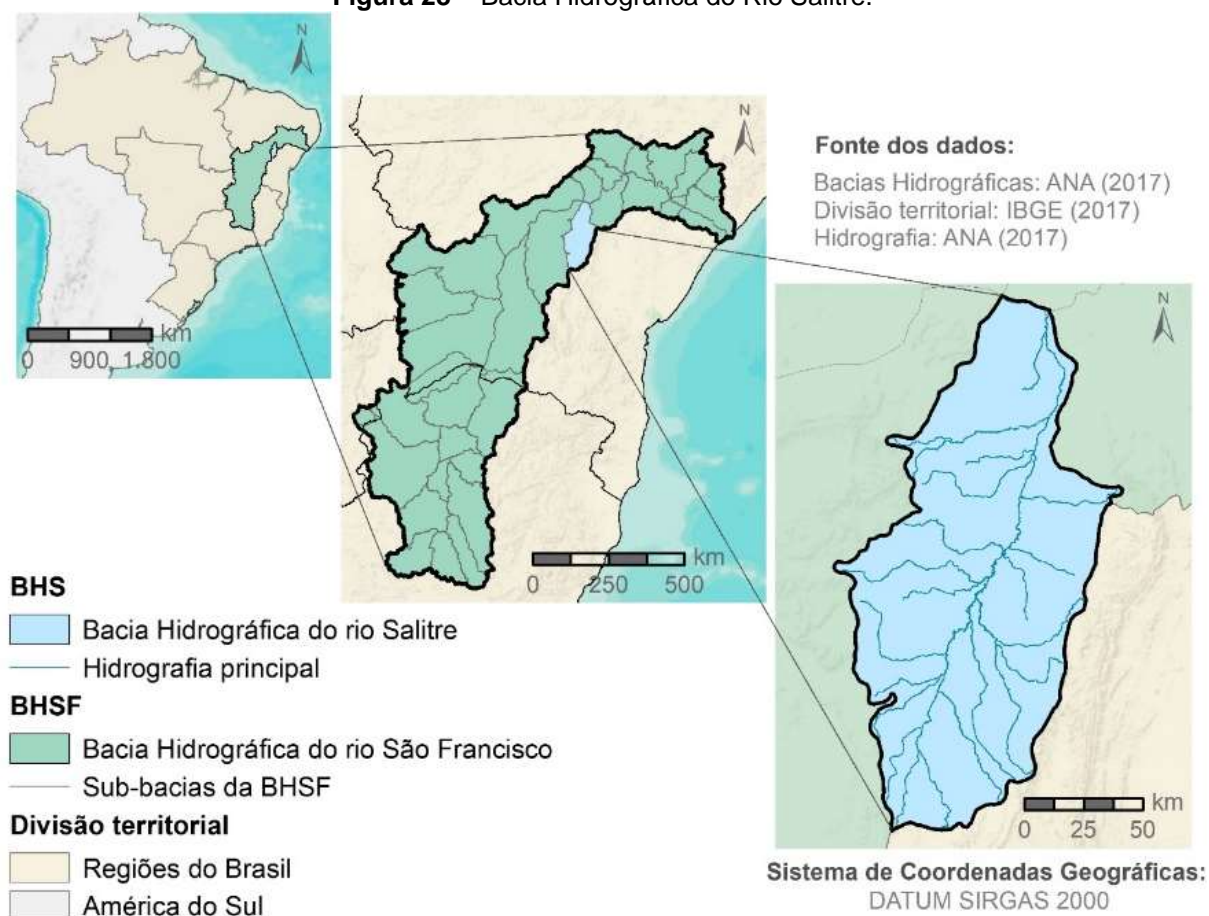 Figura 28 – Bacia Hidrográfica do Rio Salitre.
N
km
0 900 1.800
N
km
0 250 500
Fonte dos dados:
Bacias Hidrográficas: ANA (2017)
Divisão territorial: IBGE (2017)
Hidrografia: ANA (2017)
N
km
0 25 50
Sistema de Coordenadas Geográficas:
DATUM SIRGAS 2000
BHS
Bacia Hidrográfica do rio Salitre
Hidrografia principal
BHSF
Bacia Hidrográfica do rio São Francisco
Sub-bacias da BHSF
Divisão territorial
Regiões do Brasil
América do Sul